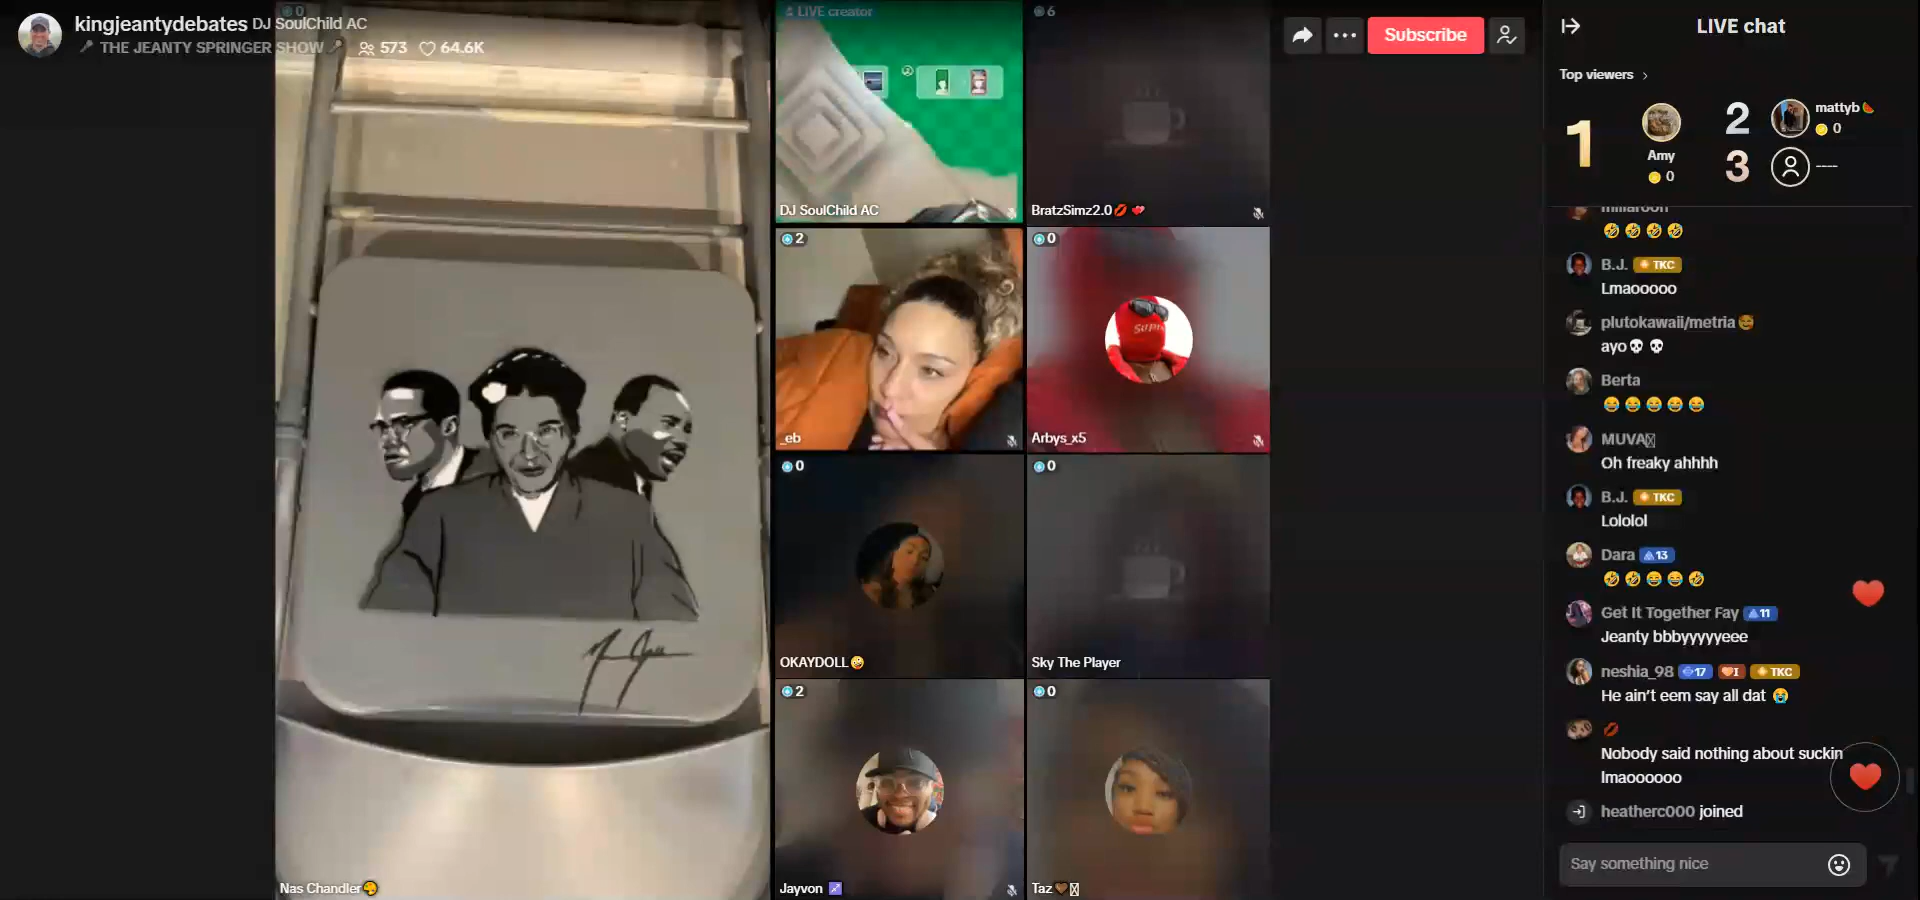 kingjeantydebates DJ SoulChild AC
THE JEANTY SPRINGER SHOW
573
64.6K
0
LIVE creator
6
Subscribe
LIVE chat
Top viewers
1
Amy
0
2
mattyb🍉
0
3
----
DJ SoulChild AC
BratzSimz2.0💋
2
_eb
0
Arbys_x5
0
OKAYDOLL🤪
0
Sky The Player
2
Jayvon
0
Taz
Nas Chandler
🤣🤣🤣🤣
B.J. TKC
Lmaooooo
plutokawaii/metria
ayo💀💀
Berta
😂😂😂😂😂
MUVA
Oh freaky ahhhh
B.J. TKC
Lololol
Dara 13
🤣🤣😂😂🤣
Get It Together Fay 11
Jeanty bbbyyyyyeee
neshia_98 17 I TKC
He ain't eem say all dat 😭
💋
Nobody said nothing about suckin
lmaoooooo
heatherc000 joined
Say something nice